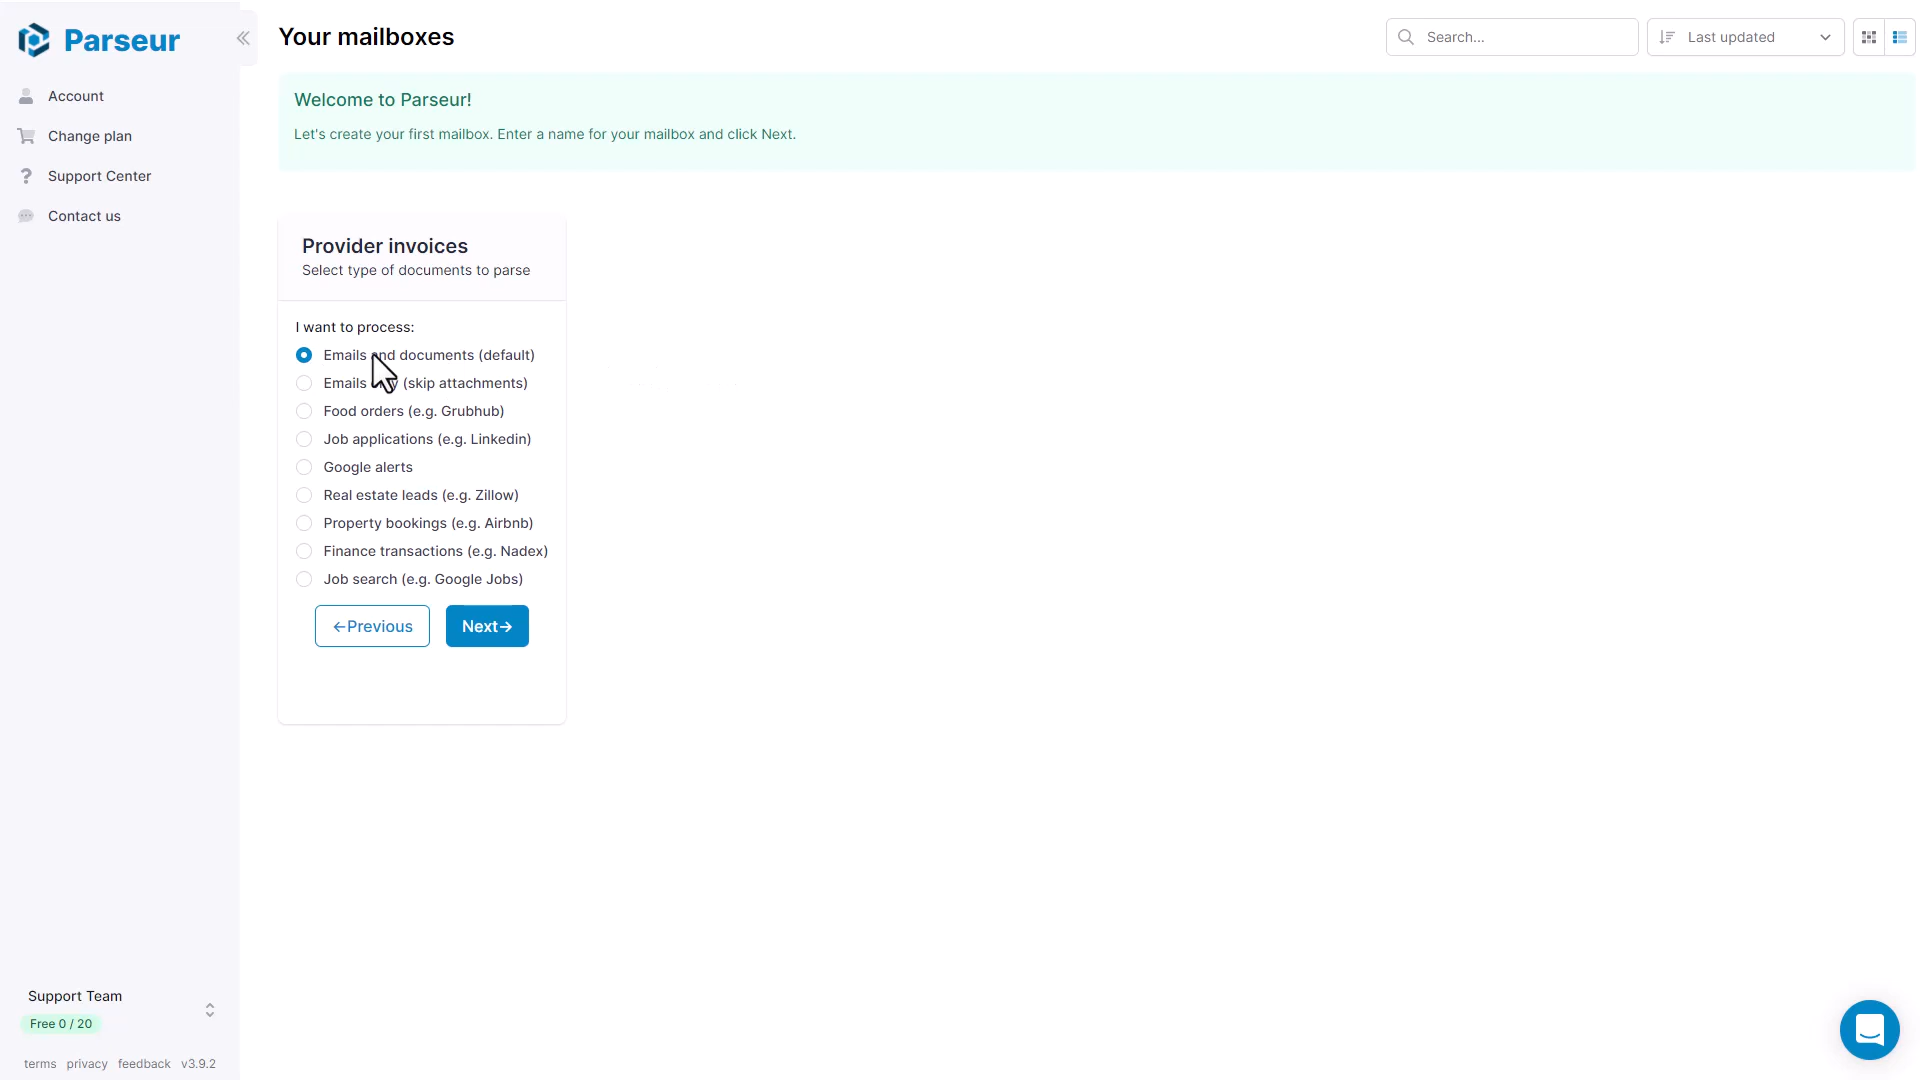 Parseur
Your mailboxes
Search...
Last updated
Account
Change plan
Support Center
Contact us
Welcome to Parseur!
Let's create your first mailbox. Enter a name for your mailbox and click Next.
Provider invoices
Select type of documents to parse
I want to process:
Emails and documents (default)
Emails (skip attachments)
Food orders (e.g. Grubhub)
Job applications (e.g. Linkedin)
Google alerts
Real estate leads (e.g. Zillow)
Property bookings (e.g. Airbnb)
Finance transactions (e.g. Nadex)
Job search (e.g. Google Jobs)
←Previous
Next→
Support Team
Free 0 / 20
terms privacy feedback v3.9.2